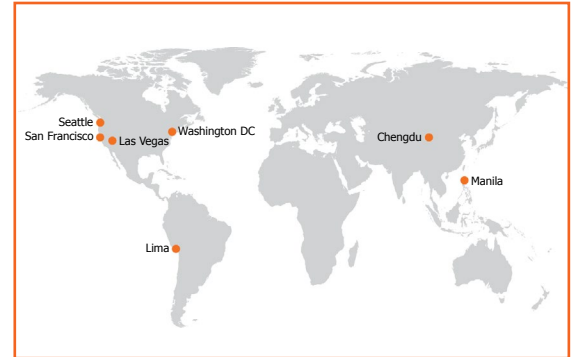 Seattle
San Francisco
Las Vegas
Washington DC
Chengdu
Manila
Lima